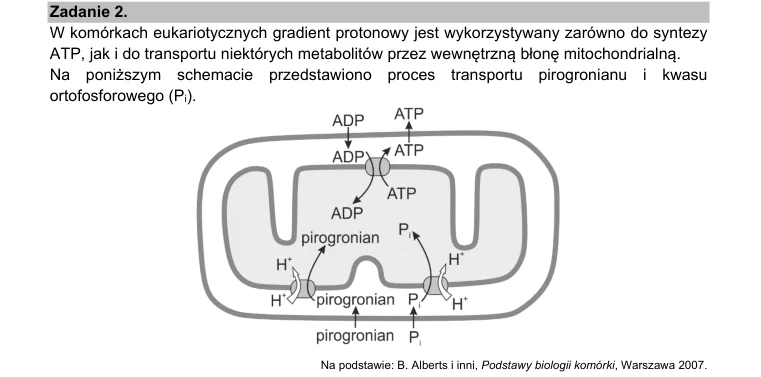 Zadanie 2.
W komórkach eukariotycznych gradient protonowy jest wykorzystywany zarówno do syntezy
ATP, jak i do transportu niektórych metabolitów przez wewnętrzną błonę mitochondrialną.
Na poniższym schemacie przedstawiono proces transportu pirogronianu i kwasu
ortofosforowego (Pi).
ADP ATP
ADP ATP
ATP
ADP
pirogronian Pi
H+ H+
H+ pirogronian Pi H+
pirogronian Pi
Na podstawie: B. Alberts i inni, Podstawy biologii komórki, Warszawa 2007.